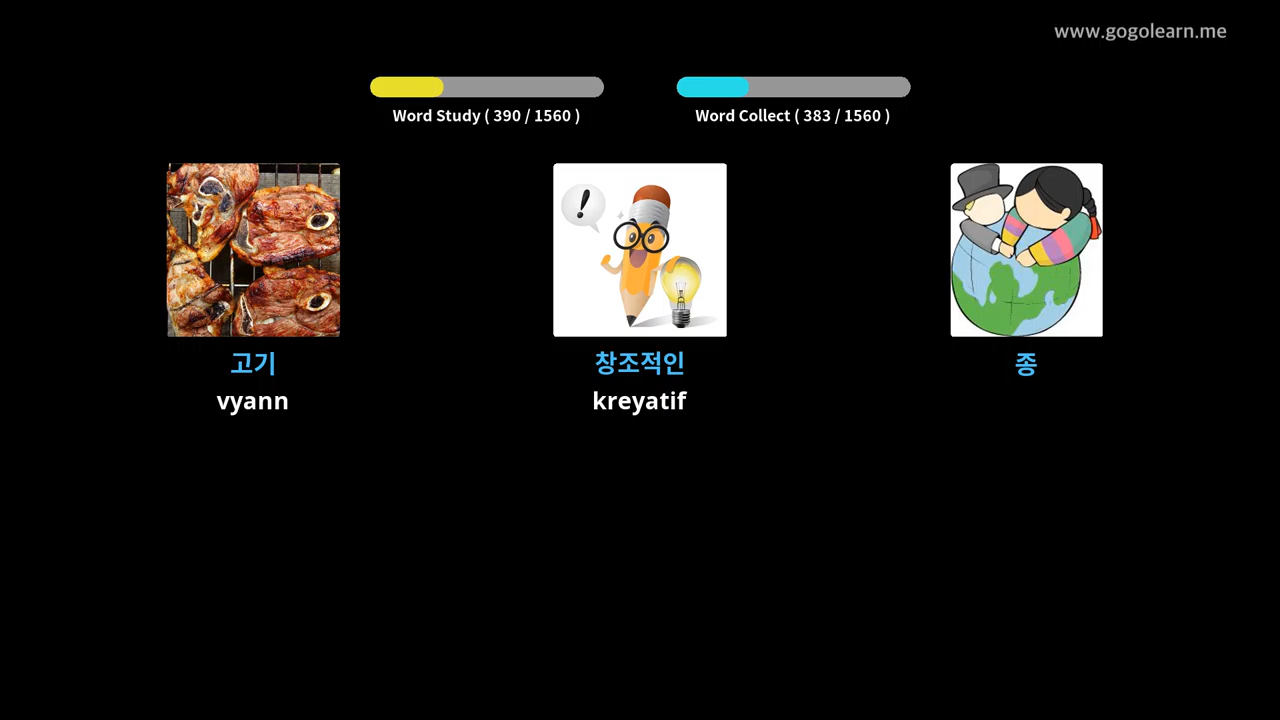 www.gogolearn.me
Word Study ( 390 / 1560 )
Word Collect ( 383 / 1560 )
고기
창조적인
종
vyann
kreyatif